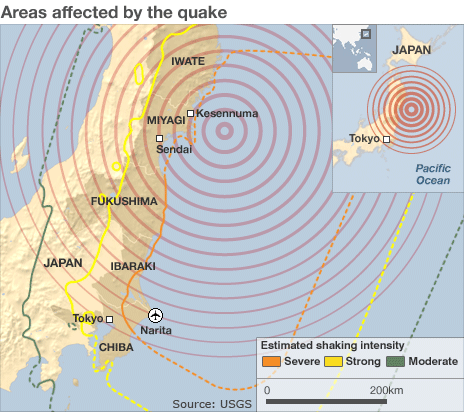 Areas affected by the quake
IWATE
JAPAN
MIYAGI
Kesennuma
Sendai
Tokyo
Pacific
Ocean
FUKUSHIMA
JAPAN
IBARAKI
Tokyo
Narita
CHIBA
Estimated shaking intensity
Severe Strong Moderate
0 200km
Source: USGS